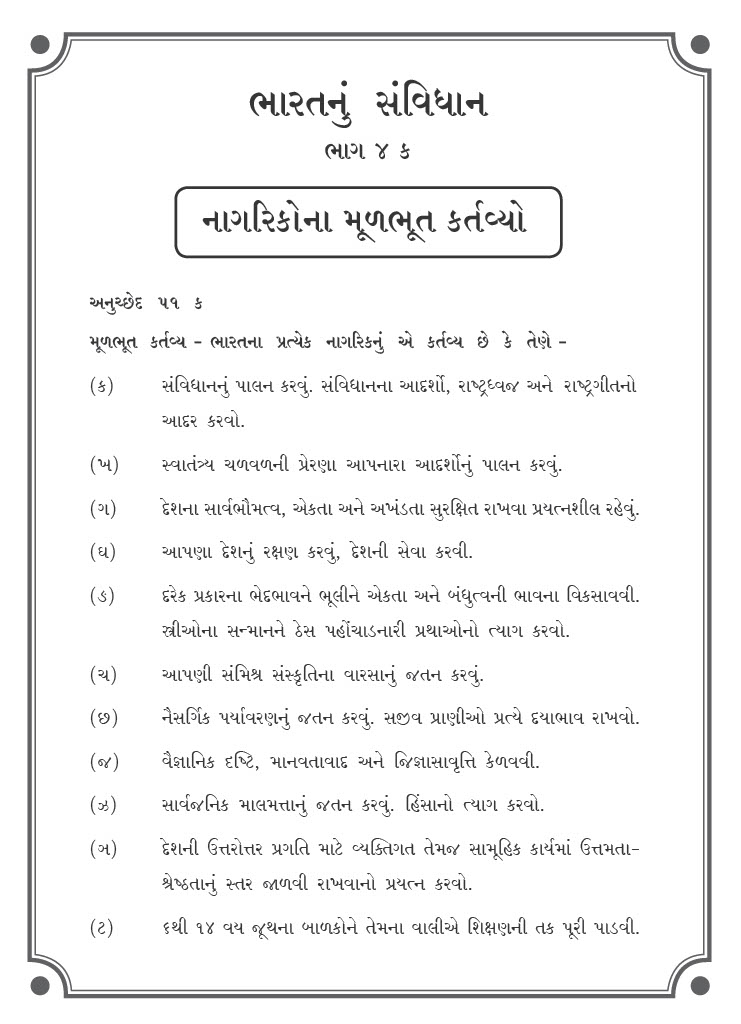 ભારતનું સંવિધાન
ભાગ ૪ ક
નાગરિકોના મૂળભૂત કર્તવ્યો
અનુચ્છેદ ૫૧ ક
મૂળભૂત કર્તવ્ય - ભારતના પ્રત્યેક નાગરિકનું એ કર્તવ્ય છે કે તેણે -
(ક) સંવિધાનનું પાલન કરવું. સંવિધાનના આદર્શો, રાષ્ટ્રધ્વજ અને રાષ્ટ્રગીતનો
આદર કરવો.
(ખ) સ્વાતંત્ર્ય ચળવળની પ્રેરણા આપનારા આદર્શોનું પાલન કરવું.
(ગ) દેશના સાર્વભૌમત્વ, એકતા અને અખંડતા સુરક્ષિત રાખવા પ્રયત્નશીલ રહેવું.
(ઘ) આપણા દેશનું રક્ષણ કરવું, દેશની સેવા કરવી.
(ઙ) દરેક પ્રકારના ભેદભાવને ભૂલીને એકતા અને બંધુત્વની ભાવના વિકસાવવી.
સ્ત્રીઓના સન્માનને ઠેસ પહોંચાડનારી પ્રથાઓનો ત્યાગ કરવો.
(ચ) આપણી સંમિશ્ર સંસ્કૃતિના વારસાનું જતન કરવું.
(છ) નૈસર્ગિક પર્યાવરણનું જતન કરવું. સજીવ પ્રાણીઓ પ્રત્યે દયાભાવ રાખવો.
(જ) વૈજ્ઞાનિક દૃષ્ટિ, માનવતાવાદ અને જિજ્ઞાસાવૃત્તિ કેળવવી.
(ઝ) સાર્વજનિક માલમત્તાનું જતન કરવું. હિંસાનો ત્યાગ કરવો.
(ઞ) દેશની ઉત્તરોત્તર પ્રગતિ માટે વ્યક્તિગત તેમજ સામૂહિક કાર્યમાં ઉત્તમતા-
શ્રેષ્ઠતાનું સ્તર જાળવી રાખવાનો પ્રયત્ન કરવો.
(ટ) ૬થી ૧૪ વય જૂથના બાળકોને તેમના વાલીએ શિક્ષણની તક પૂરી પાડવી.